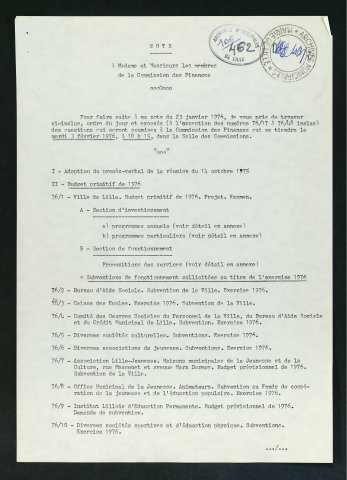 NOTE
à Madame et Messieurs les membres
de la Commission des Finances
ooo0ooo
462
Pour faire suite à ma note du 23 janvier 1976, je vous prie de trouver
ci-inclus, ordre du jour et exposés (à l'exception des numéros 76/17 à 76/48 inclus)
des questions qui seront soumises à la Commission des Finances qui se tiendra le
mardi 3 février 1976, à 18 h 15, dans la Salle des Commissions.
°ooo°
I - Adoption du procès-verbal de la réunion du 14 octobre 1975
II - Budget primitif de 1976
76/1 - Ville de Lille. Budget primitif de 1976. Projet. Examen.
A - Section d'investissement
a) programmes annuels (voir détail en annexe)
b) programmes particuliers (voir détail en annexe)
B - Section de fonctionnement
Propositions des services (voir détail en annexe)
+ Subventions de fonctionnement sollicitées au titre de l'exercice 1976
76/2 - Bureau d'Aide Sociale. Subvention de la Ville. Exercice 1976.
76/3 - Caisse des Ecoles. Exercice 1976. Subvention de la Ville.
76/4 - Comité des Oeuvres Sociales du Personnel de la Ville, du Bureau d'Aide Sociale
et du Crédit Municipal de Lille. Subvention. Exercice 1976.
76/5 - Diverses sociétés culturelles. Subventions. Exercice 1976.
76/6 - Diverses associations de jeunesse. Subventions. Exercice 1976.
76/7 - Association Lille-Jeunesse. Maisons municipales de la Jeunesse et de la
Culture, rue Massenet et avenue Marx Dormoy. Budget prévisionnel de 1976.
Subvention de la Ville.
76/8 - Office Municipal de la Jeunesse. Animateurs. Subvention au Fonds de coopé-
ration de la jeunesse et de l'éducation populaire. Exercice 1976.
76/9 - Institut Lillois d'Education Permanente. Budget prévisionnel de 1976.
Demande de subvention.
76/10 - Diverses sociétés sportives et d'éducation physique. Subventions.
Exercice 1976.
.../...